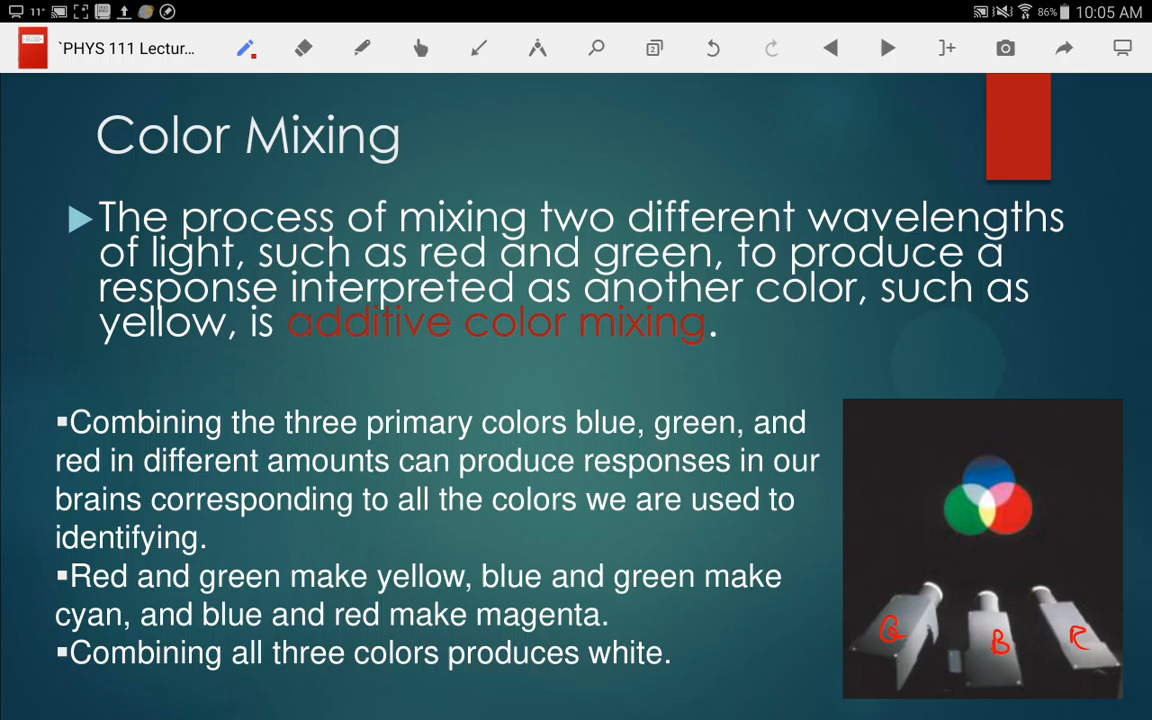 11°
86%
10:05 AM
`PHYS 111 Lectur...
2
Color Mixing
The process of mixing two different wavelengths
of light, such as red and green, to produce a
response interpreted as another color, such as
yellow, is additive color mixing.
▪Combining the three primary colors blue, green, and
red in different amounts can produce responses in our
brains corresponding to all the colors we are used to
identifying.
▪Red and green make yellow, blue and green make
cyan, and blue and red make magenta.
▪Combining all three colors produces white.
G
B
R